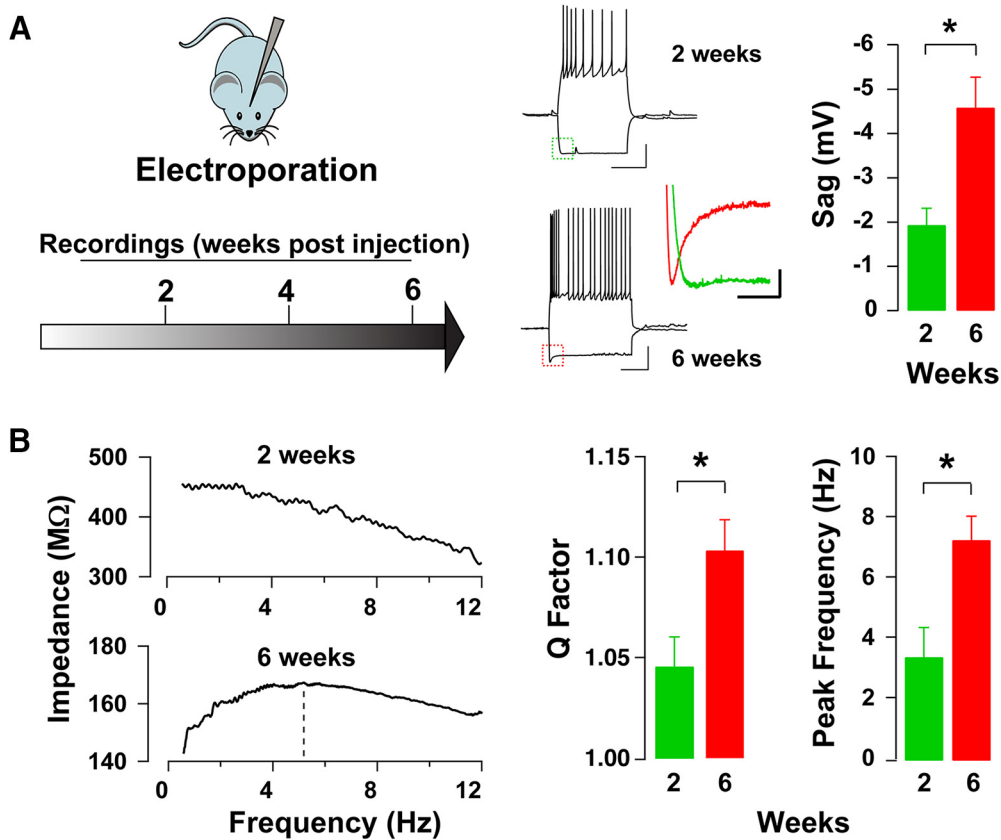 A
Electroporation
Recordings (weeks post injection)
2 4 6
2 weeks
6 weeks
Sag (mV)
-6
-5
-4
-3
-2
-1
0
*
2 6
Weeks
B
Impedance (MΩ)
2 weeks
500
400
300
0 4 8 12
6 weeks
180
160
140
0 4 8 12
Frequency (Hz)
Q Factor
1.15
1.10
1.05
1.00
*
2 6
Peak Frequency (Hz)
10
8
6
4
2
0
*
2 6
Weeks